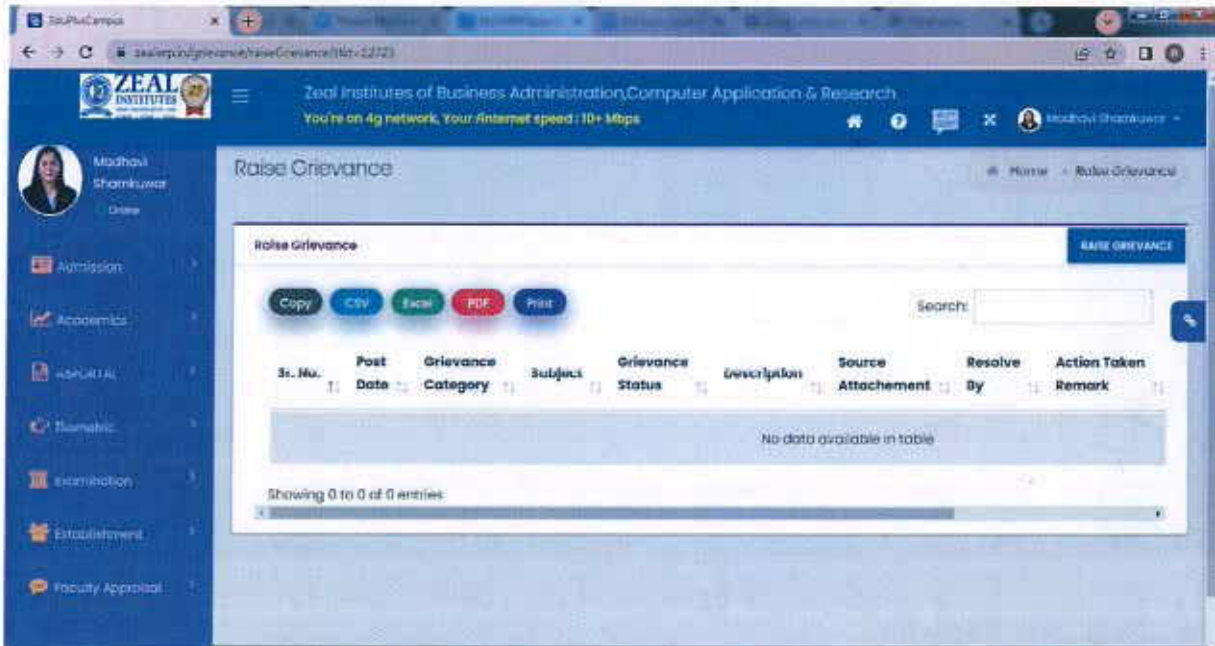 EduPlusCampus
ZEAL
INSTITUTES
Zeal Institutes of Business Administration,Computer Application & Research
You're on 4g network, Your internet speed : 10+ Mbps
Madhavi Shamkuwar
Madhavi
Shamkuwar
Online
Raise Grievance
Home
Raise Grievance
Raise Grievance
RAISE GRIEVANCE
Admission
Academics
Biometric
Examination
Establishment
Faculty Appraisal
Copy
CSV
Excel
PDF
Print
Search:
Sr. No.
Post Date
Grievance Category
Subject
Grievance Status
Description
Source Attachement
Resolve By
Action Taken Remark
No data available in table
Showing 0 to 0 of 0 entries